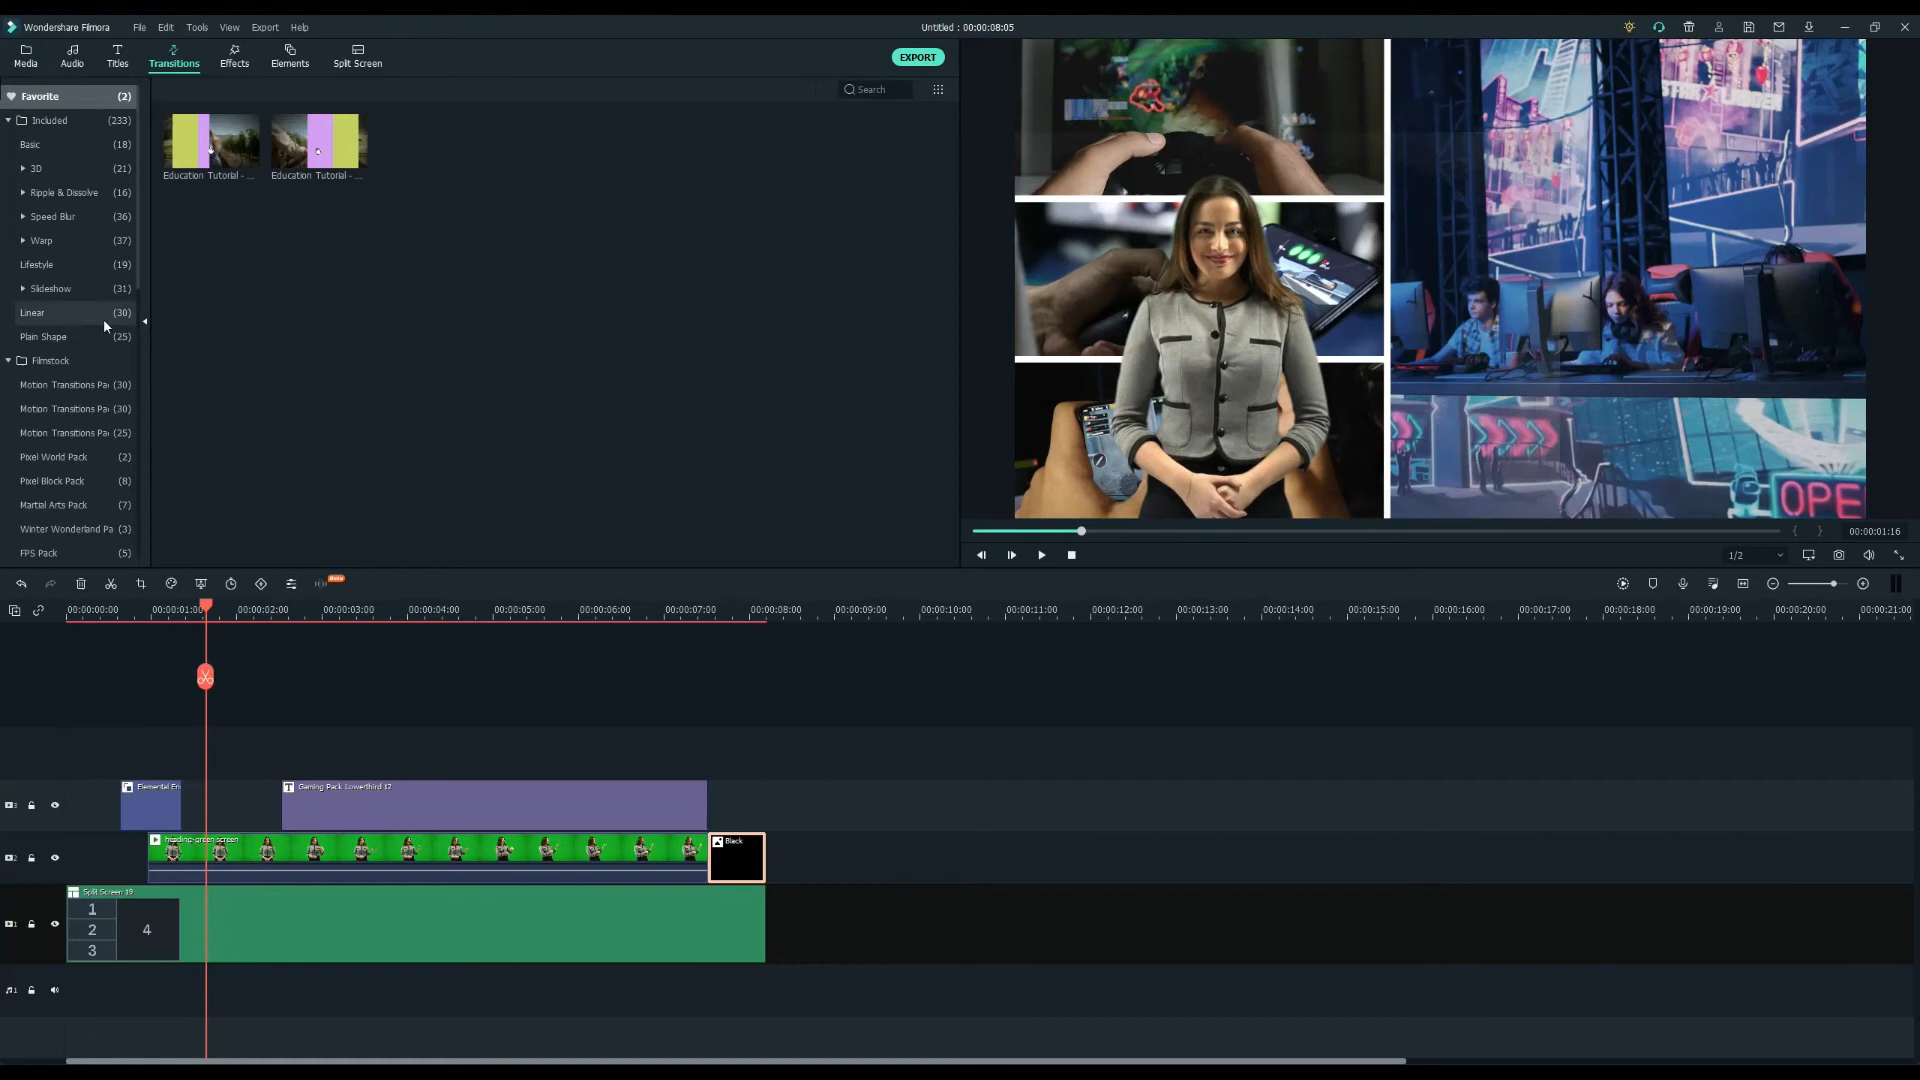 Wondershare Filmora File Edit Tools View Export Help Untitled : 00:00:08:05
Media Audio Titles Transitions Effects Elements Split Screen EXPORT
Favorite (2)
Search
Included (233)
Basic (18)
3D (21)
Ripple & Dissolve (16)
Speed Blur (36)
Warp (37)
Lifestyle (19)
Slideshow (31)
Linear (30)
Plain Shape (25)
Filmstock
Motion Transitions Pa (30)
Motion Transitions Pa (30)
Motion Transitions Pa (25)
Pixel World Pack (2)
Pixel Block Pack (8)
Martial Arts Pack (7)
Winter Wonderland Pa (3)
FPS Pack (5)
Education Tutorial - ... Education Tutorial - ...
OPE
00:00:01:16
1/2
Beta
00:00:00:00 00:00:01:00 00:00:02:00 00:00:03:00 00:00:04:00 00:00:05:00 00:00:06:00 00:00:07:00 00:00:08:00 00:00:09:00 00:00:10:00 00:00:11:00 00:00:12:00 00:00:13:00 00:00:14:00 00:00:15:00 00:00:16:00 00:00:17:00 00:00:18:00 00:00:19:00 00:00:20:00 00:00:21:00
3 Elemental En Gaming Pack Lowerthird 12
2 heading-green screen Black
1 Split Screen 19
1
2 4
3
1